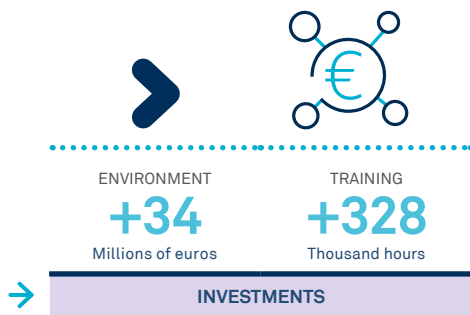 €
ENVIRONMENT
+34
Millions of euros
TRAINING
+328
Thousand hours
INVESTMENTS